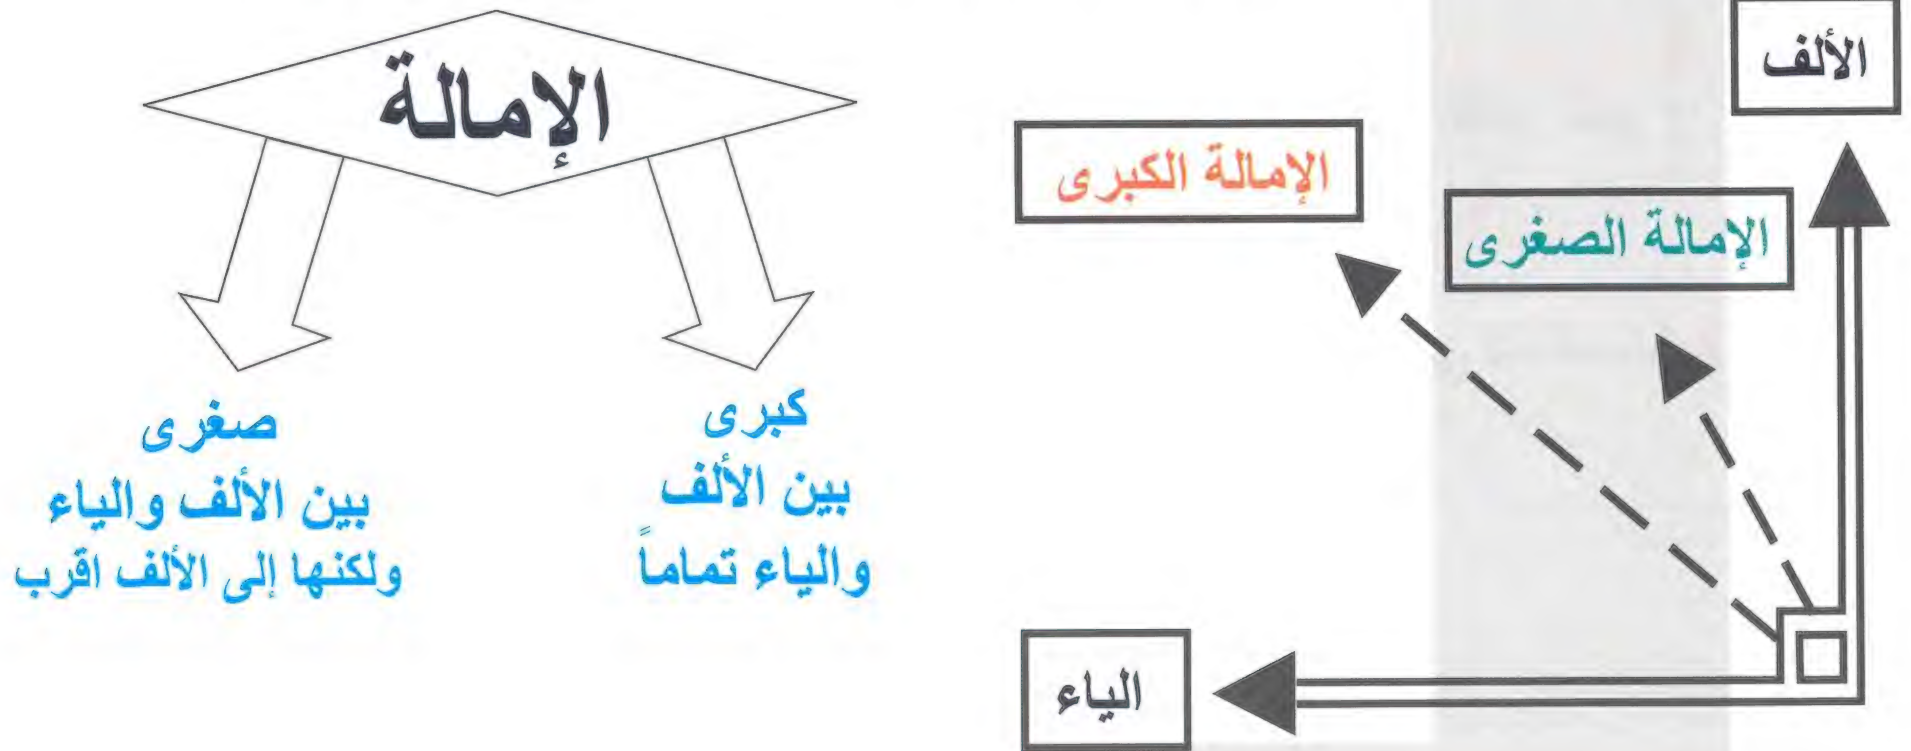 الألف
الإمالة الكبرى
الإمالة الصغرى
الياء
الإمالة
كبرى
بين الألف
والياء تماماً
صغرى
بين الألف والياء
ولكنها إلى الألف اقرب